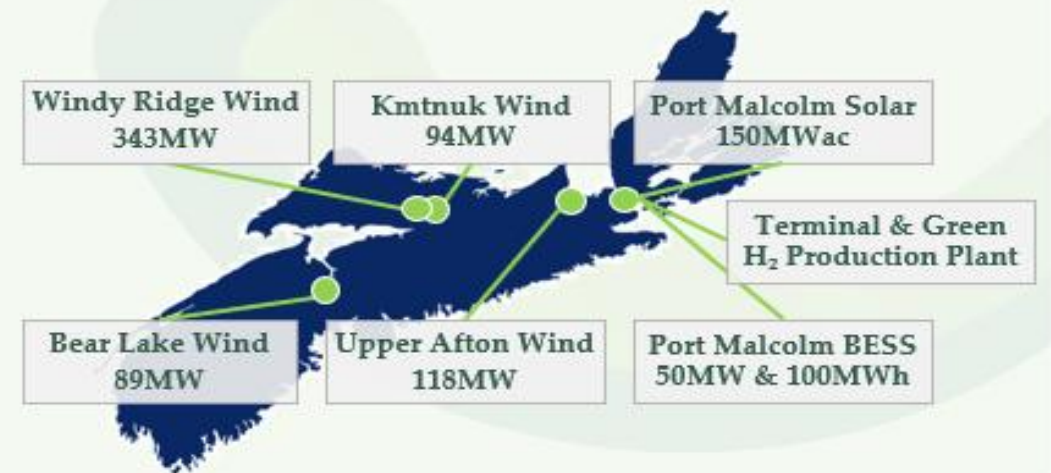 Windy Ridge Wind
343MW
Kmtnuk Wind
94MW
Port Malcolm Solar
150MWac
Terminal & Green
H₂ Production Plant
Bear Lake Wind
89MW
Upper Afton Wind
118MW
Port Malcolm BESS
50MW & 100MWh